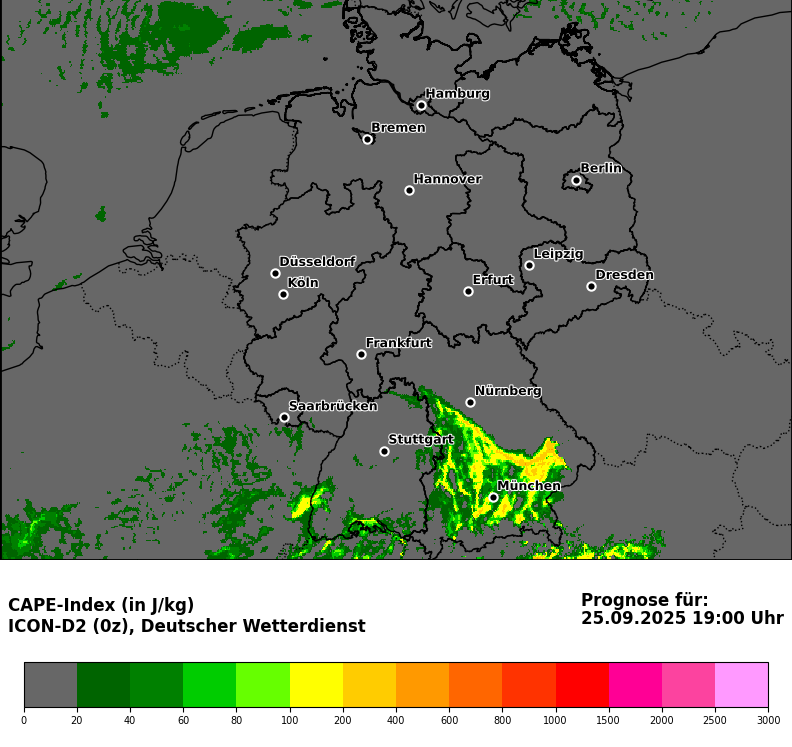 Hamburg
Bremen
Berlin
Hannover
Leipzig
Düsseldorf
Dresden
Köln
Erfurt
Frankfurt
Nürnberg
Saarbrücken
Stuttgart
München
CAPE-Index (in J/kg)
ICON-D2 (0z), Deutscher Wetterdienst
Prognose für:
25.09.2025 19:00 Uhr
0 20 40 60 80 100 200 400 600 800 1000 1500 2000 2500 3000